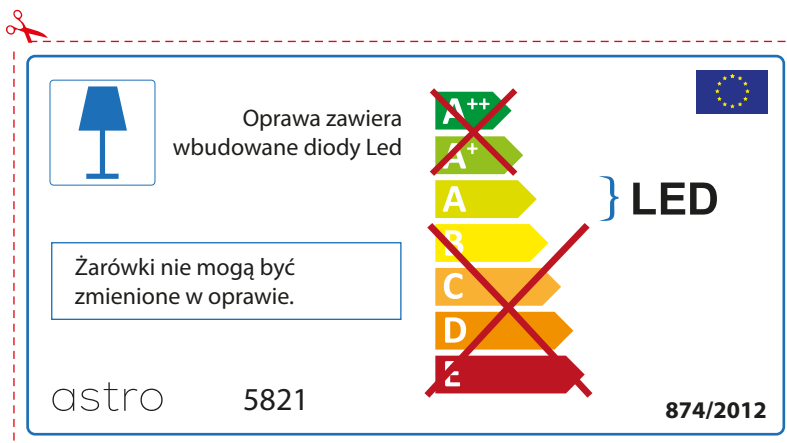 Oprawa zawiera
wbudowane diody Led
A++
A+
A
B
C
D
E
LED
Żarówki nie mogą być
zmienione w oprawie.
astro
5821
874/2012